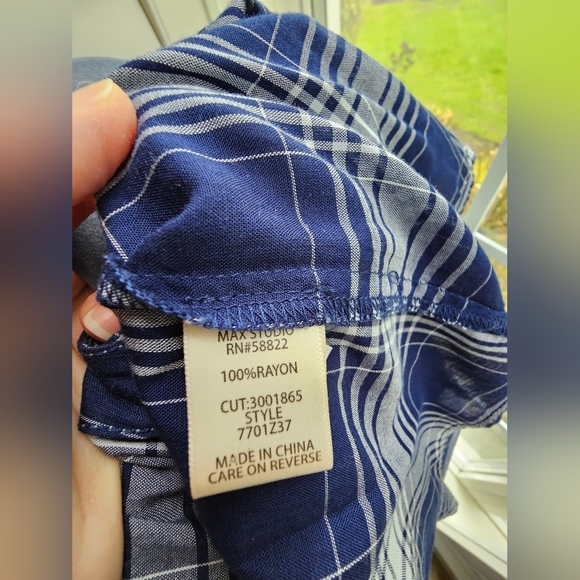 MAX STUDIO
RN#58822
100%RAYON
CUT:3001865
STYLE
7701Z37
MADE IN CHINA
CARE ON REVERSE